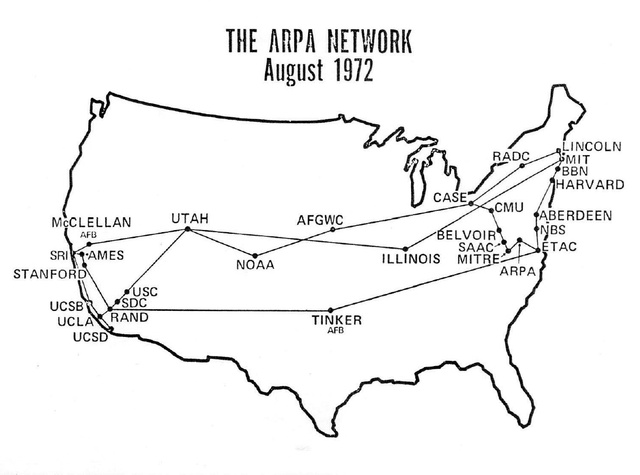 THE ARPA NETWORK
August 1972
LINCOLN
RADC
MIT
BBN
HARVARD
CASE
CMU
McCLELLAN
AFB
UTAH
AFGWC
ABERDEEN
BELVOIR
NBS
SRI
AMES
SAAC
ETAC
NOAA
ILLINOIS
MITRE
STANFORD
ARPA
USC
SDC
UCSB
RAND
UCLA
TINKER
AFB
UCSD